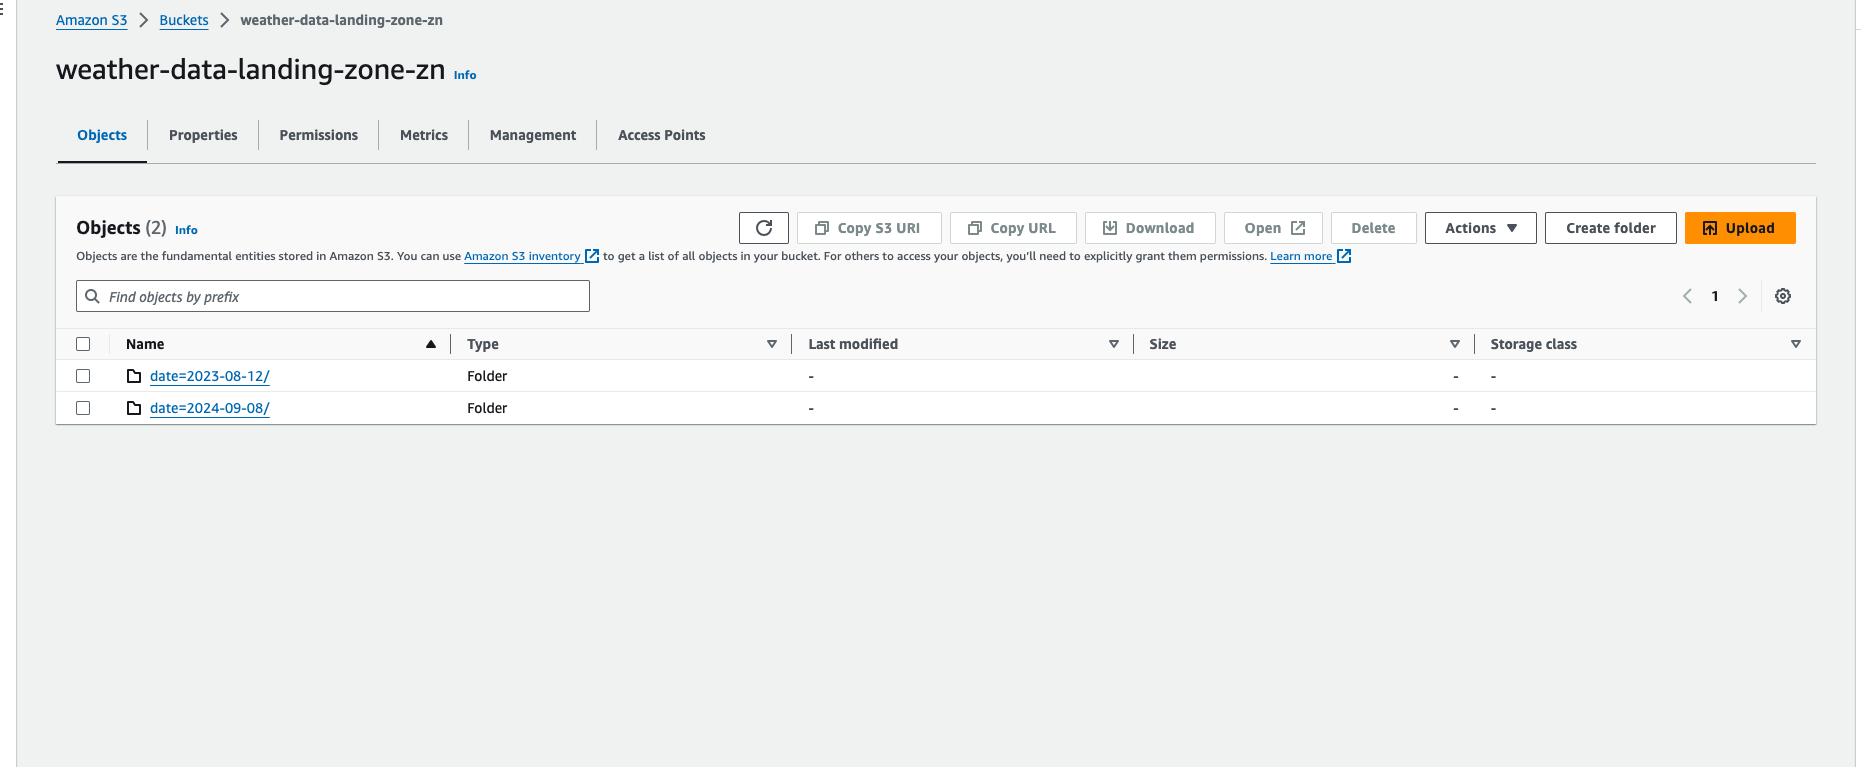 Amazon S3 > Buckets > weather-data-landing-zone-zn
weather-data-landing-zone-zn Info
Objects Properties Permissions Metrics Management Access Points
Objects (2) Info
Copy S3 URI Copy URL Download Open Delete Actions Create folder Upload
Objects are the fundamental entities stored in Amazon S3. You can use Amazon S3 inventory to get a list of all objects in your bucket. For others to access your objects, you’ll need to explicitly grant them permissions. Learn more
Find objects by prefix
< 1 >
Name Type Last modified Size Storage class
date=2023-08-12/ Folder - - -
date=2024-09-08/ Folder - - -